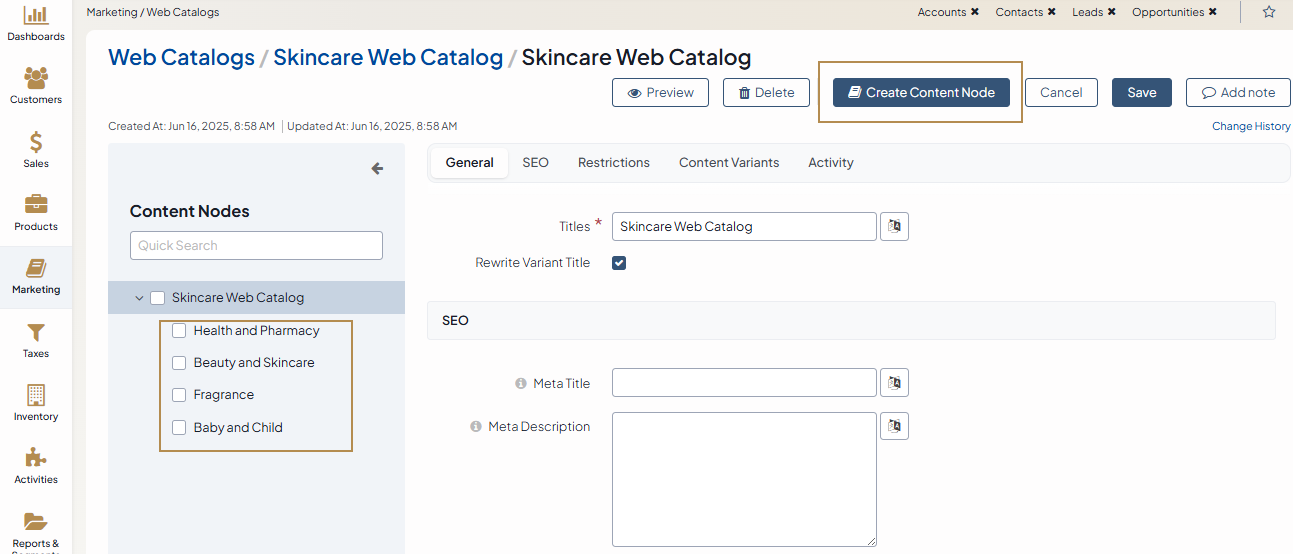 Marketing / Web Catalogs
Accounts ✖ Contacts ✖ Leads ✖ Opportunities ✖
Dashboards
Customers
Sales
Products
Marketing
Taxes
Inventory
Activities
Reports &
Web Catalogs / Skincare Web Catalog / Skincare Web Catalog
Preview Delete Create Content Node Cancel Save Add note
Created At: Jun 16, 2025, 8:58 AM Updated At: Jun 16, 2025, 8:58 AM
Change History
Content Nodes
Quick Search
Skincare Web Catalog
Health and Pharmacy
Beauty and Skincare
Fragrance
Baby and Child
General SEO Restrictions Content Variants Activity
Titles * Skincare Web Catalog
Rewrite Variant Title
SEO
Meta Title
Meta Description